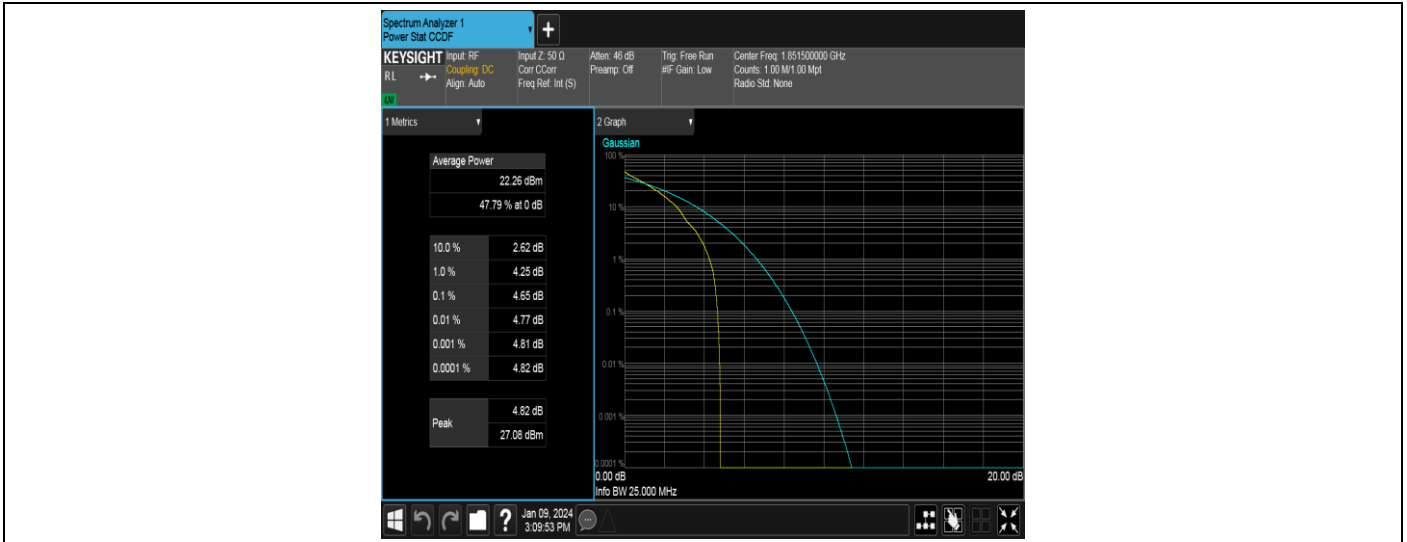 Spectrum Analyzer 1
Power Stat CCDF
+
KEYSIGHT Input: RF Input Z: 50 Ω Atten: 46 dB Trig: Free Run Center Freq: 1.851500000 GHz
RL Coupling: DC Corr CCorr Preamp: Off #IF Gain: Low Counts: 1.00 M/1.00 Mpt
Align: Auto Freq Ref: Int (S) Radio Std: None
LXI
1 Metrics
Average Power
22.26 dBm
47.79 % at 0 dB
10.0 % 2.62 dB
1.0 % 4.25 dB
0.1 % 4.65 dB
0.01 % 4.77 dB
0.001 % 4.81 dB
0.0001 % 4.82 dB
Peak 4.82 dB
27.08 dBm
2 Graph
Gaussian
100 %
10 %
1 %
0.1 %
0.01 %
0.001 %
0.0001 %
0.00 dB 20.00 dB
Info BW 25.000 MHz
? Jan 09, 2024
3:09:53 PM